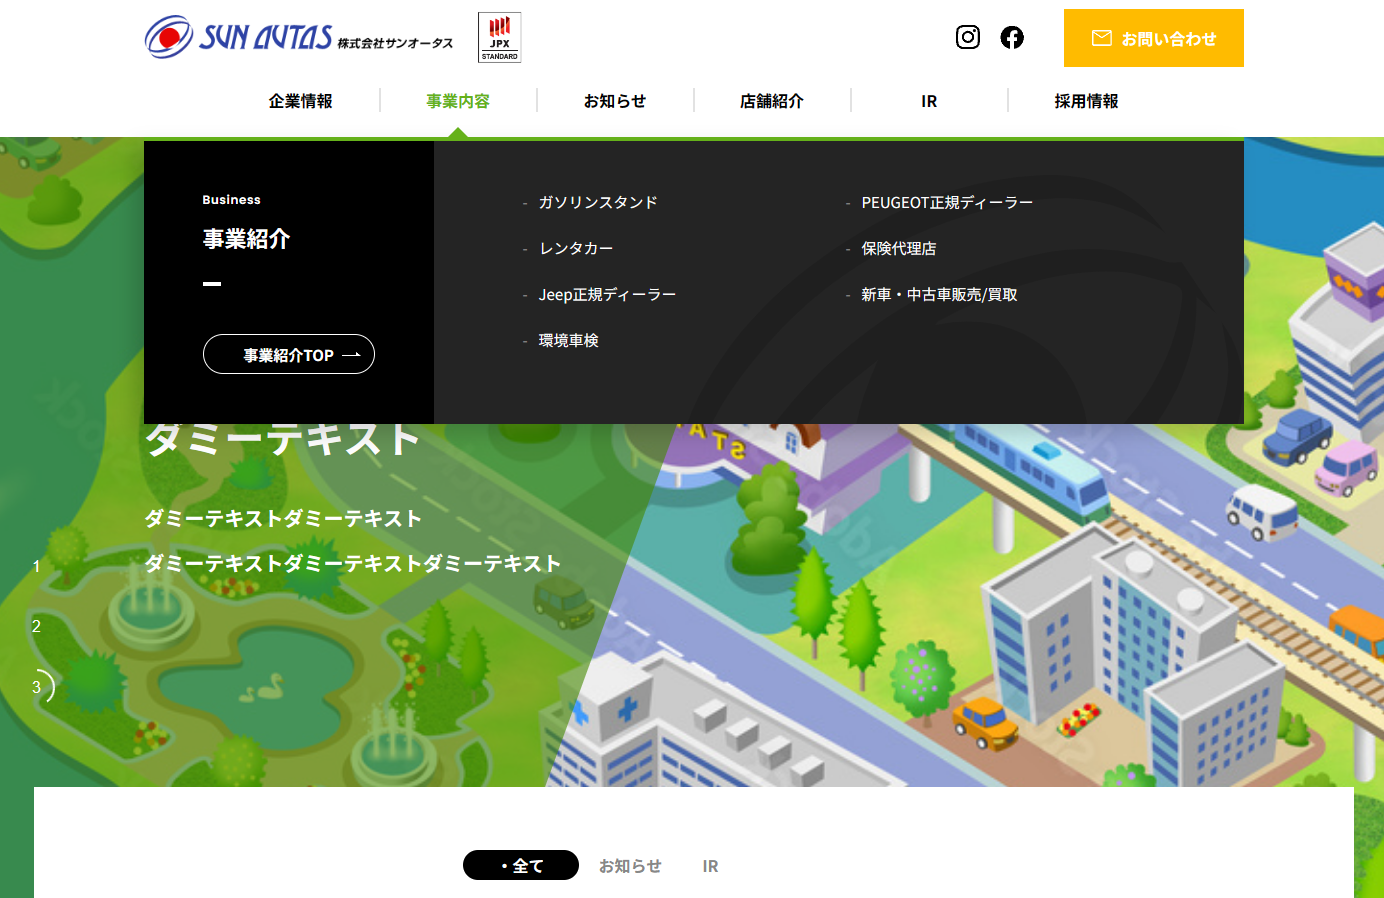 SUN AUTAS 株式会社サンオータス
JPX
STANDARD
お問い合わせ
企業情報
事業内容
お知らせ
店舗紹介
IR
採用情報
Business
事業紹介
事業紹介TOP
- ガソリンスタンド
- PEUGEOT正規ディーラー
- レンタカー
- 保険代理店
- Jeep正規ディーラー
- 新車・中古車販売/買取
- 環境車検
ダミーテキスト
ダミーテキストダミーテキスト
ダミーテキストダミーテキストダミーテキスト
1
2
3
・全て
お知らせ
IR